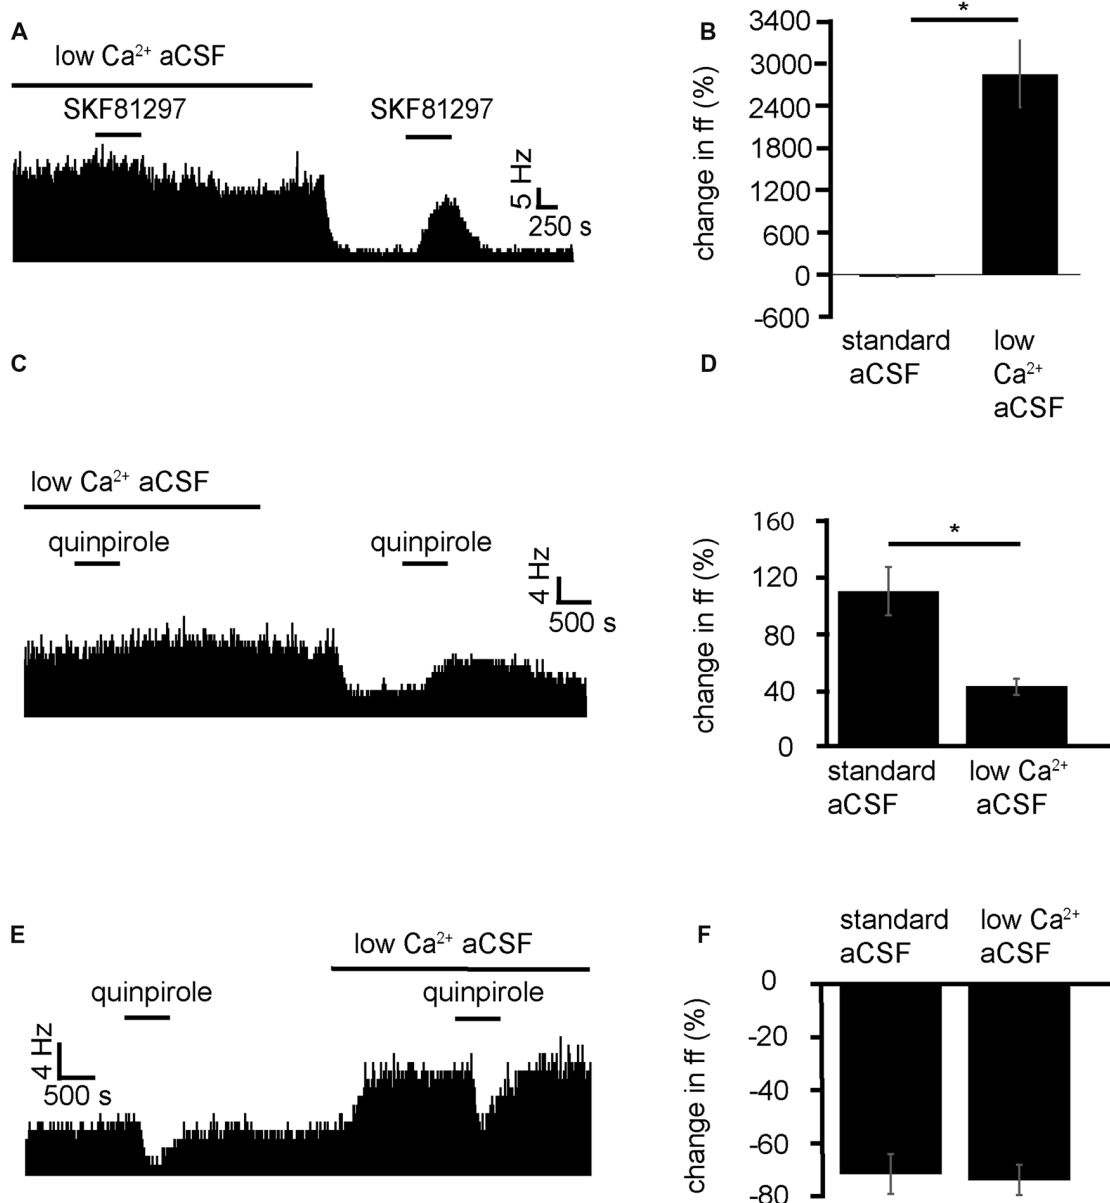 A
low Ca²⁺ aCSF
SKF81297
SKF81297
5 Hz
250 s
B
*
change in ff (%)
3400
3000
2400
1800
1200
600
0
-600
standard
aCSF
low
Ca²⁺
aCSF
C
low Ca²⁺ aCSF
quinpirole
quinpirole
4 Hz
500 s
D
*
change in ff (%)
160
120
80
40
0
standard
aCSF
low Ca²⁺
aCSF
E
low Ca²⁺ aCSF
quinpirole
quinpirole
4 Hz
500 s
F
standard
aCSF
low Ca²⁺
aCSF
change in ff (%)
0
-20
-40
-60
-80